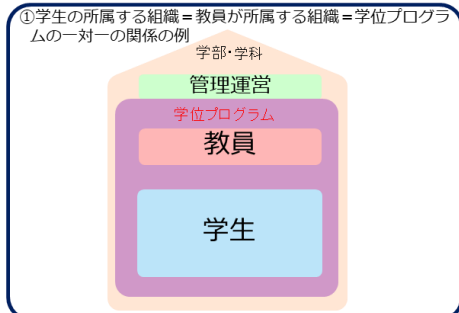 ①学生の所属する組織＝教員が所属する組織＝学位プログラ
ムの一対一の関係の例
学部・学科
管理運営
学位プログラム
教員
学生